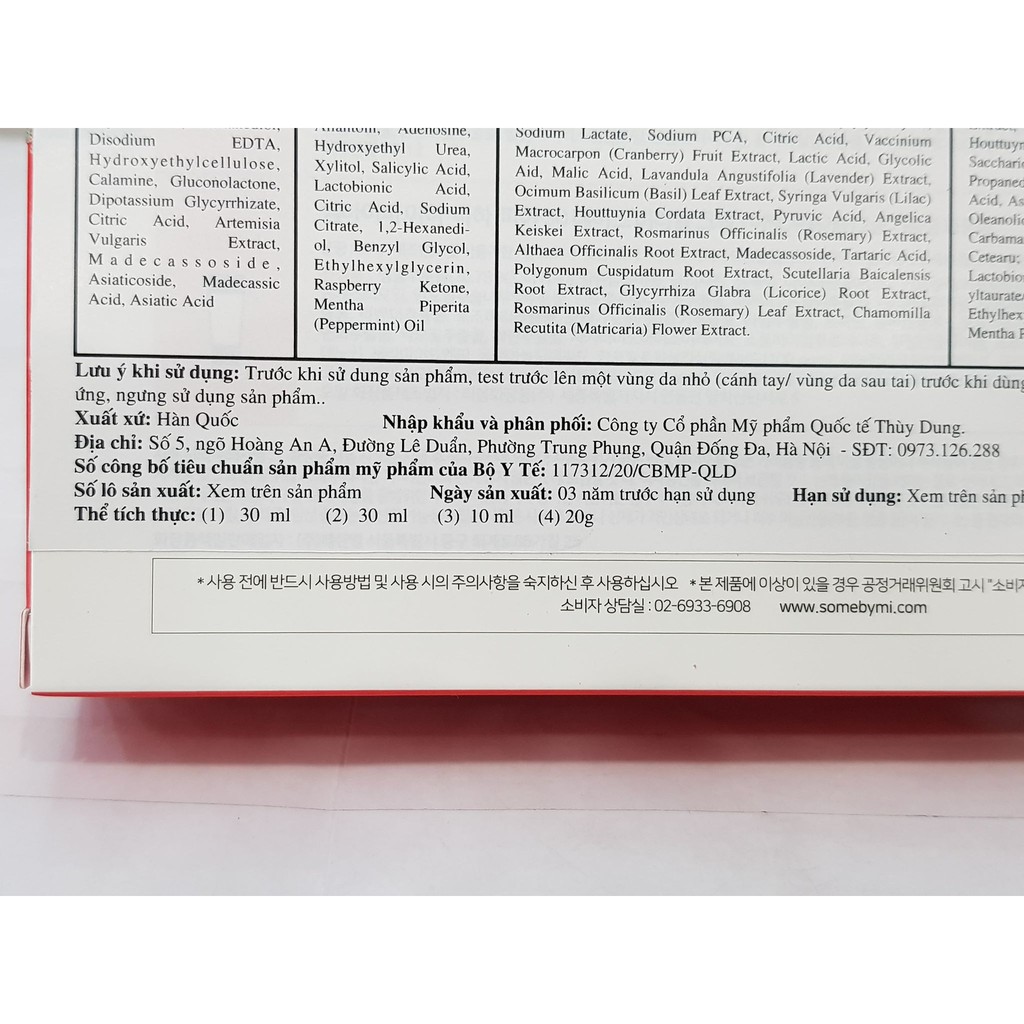 Disodium EDTA,
Hydroxyethylcellulose,
Calamine, Gluconolactone,
Dipotassium Glycyrrhizate,
Citric Acid, Artemisia
Vulgaris Extract,
Madecassoside,
Asiaticoside, Madecassic
Acid, Asiatic Acid
Adenosine,
Hydroxyethyl Urea,
Xylitol, Salicylic Acid,
Lactobionic Acid,
Citric Acid, Sodium
Citrate, 1,2-Hexanedi-
ol, Benzyl Glycol,
Ethylhexylglycerin,
Raspberry Ketone,
Mentha Piperita
(Peppermint) Oil
Sodium Lactate, Sodium PCA, Citric Acid, Vaccinium
Macrocarpon (Cranberry) Fruit Extract, Lactic Acid, Glycolic
Aid, Malic Acid, Lavandula Angustifolia (Lavender) Extract,
Ocimum Basilicum (Basil) Leaf Extract, Syringa Vulgaris (Lilac)
Extract, Houttuynia Cordata Extract, Pyruvic Acid, Angelica
Keiskei Extract, Rosmarinus Officinalis (Rosemary) Extract,
Althaea Officinalis Root Extract, Madecassoside, Tartaric Acid,
Polygonum Cuspidatum Root Extract, Scutellaria Baicalensis
Root Extract, Glycyrrhiza Glabra (Licorice) Root Extract,
Rosmarinus Officinalis (Rosemary) Leaf Extract, Chamomilla
Recutita (Matricaria) Flower Extract.
Houttuyn
Saccharid
Propaned
Acid, As
Oleanolic
Carbama
Cetearu;
Lactobio
yltaurate
Ethylhex
Mentha P
Lưu ý khi sử dụng: Trước khi sử dung sản phẩm, test trước lên một vùng da nhỏ (cánh tay/ vùng da sau tai) trước khi dùng
ứng, ngưng sử dụng sản phẩm..
Xuất xứ: Hàn Quốc Nhập khẩu và phân phối: Công ty Cổ phần Mỹ phẩm Quốc tế Thùy Dung.
Địa chỉ: Số 5, ngõ Hoàng An A, Đường Lê Duẩn, Phường Trung Phụng, Quận Đống Đa, Hà Nội - SĐT: 0973.126.288
Số công bố tiêu chuẩn sản phẩm mỹ phẩm của Bộ Y Tế: 117312/20/CBMP-QLD
Số lô sản xuất: Xem trên sản phẩm Ngày sản xuất: 03 năm trước hạn sử dụng Hạn sử dụng: Xem trên sản ph
Thể tích thực: (1) 30 ml (2) 30 ml (3) 10 ml (4) 20g
*사용 전에 반드시 사용방법 및 사용 시의 주의사항을 숙지하신 후 사용하십시오 *본 제품에 이상이 있을 경우 공정거래위원회 고시 "소비자
소비자 상담실 : 02-6933-6908 www.somebymi.com